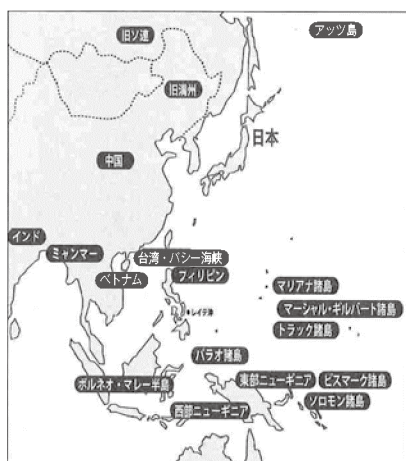 アッツ島
旧ソ連
旧満州
日本
中国
インド
ミャンマー
台湾・バシー海峡
ベトナム
フィリピン
レイテ沖
マリアナ諸島
マーシャル・ギルバート諸島
トラック諸島
パラオ諸島
ボルネオ・マレー半島
東部ニューギニア
ビスマーク諸島
ソロモン諸島
西部ニューギニア